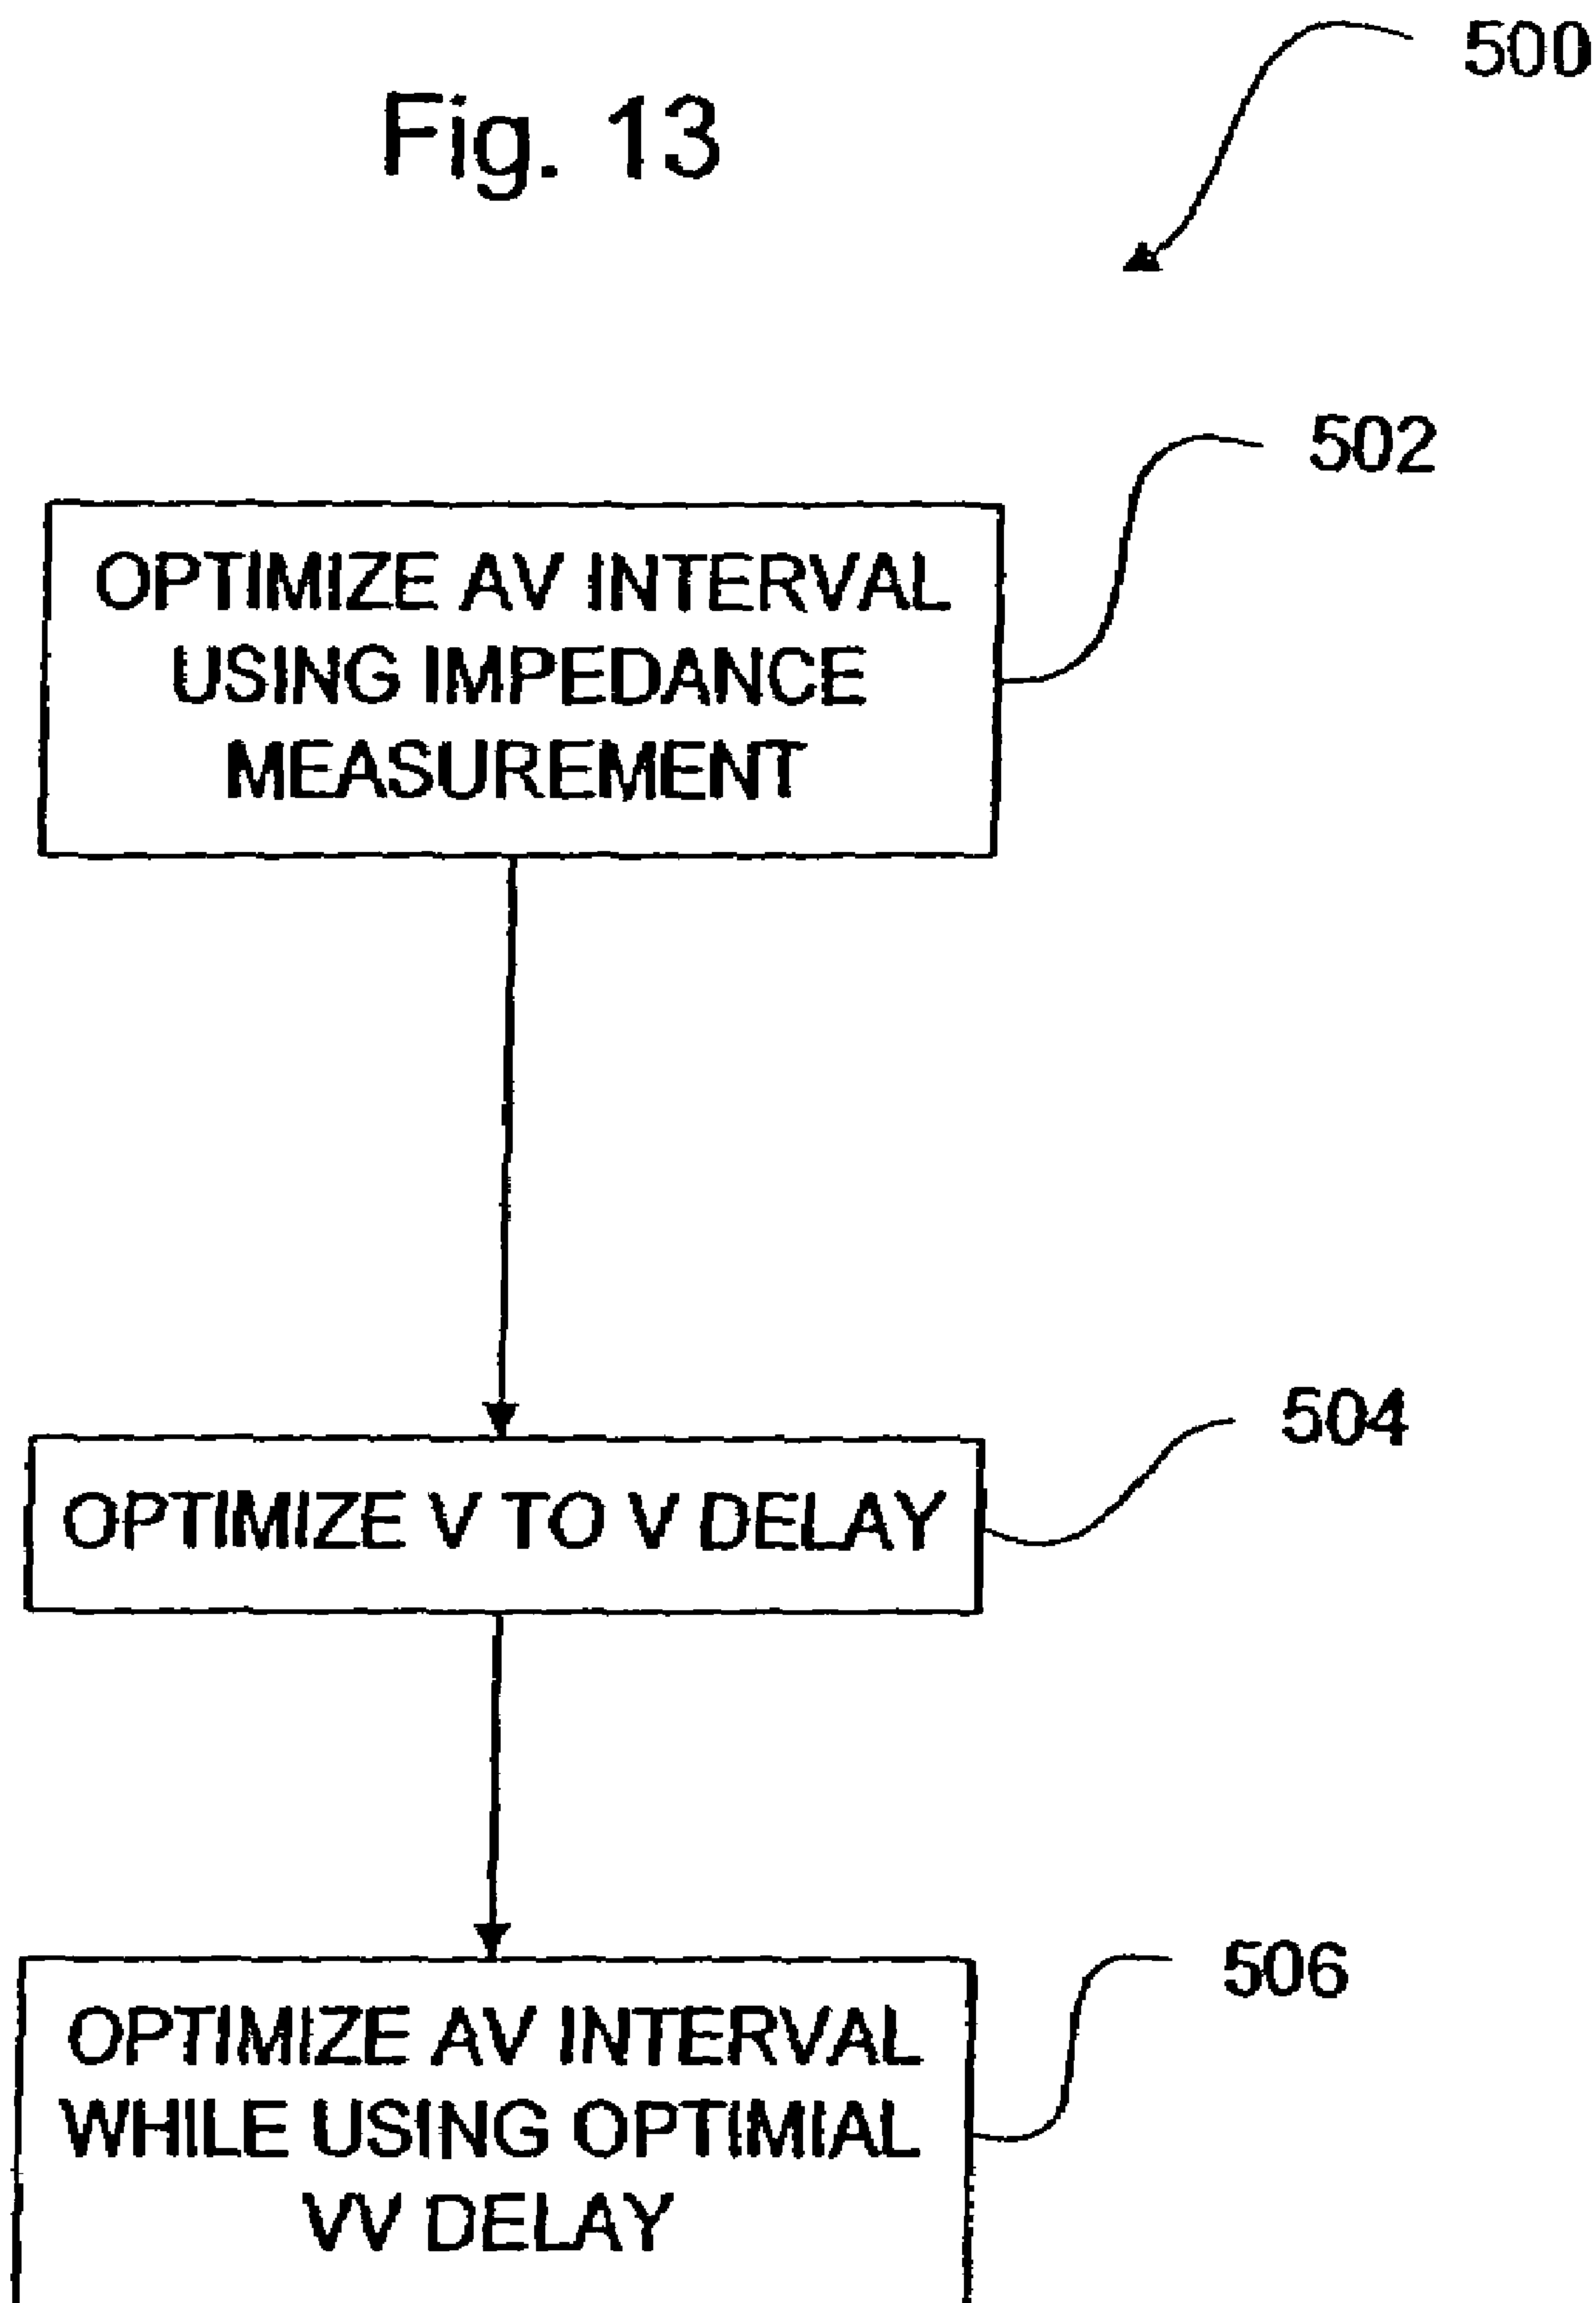 500
Fig. 13
502
OPTIMIZE AV INTERVAL
USING IMPEDANCE
MEASUREMENT
504
OPTIMIZE V TO V DELAY
506
OPTIMIZE AV INTERVAL
WHILE USING OPTIMIAL
VV DELAY